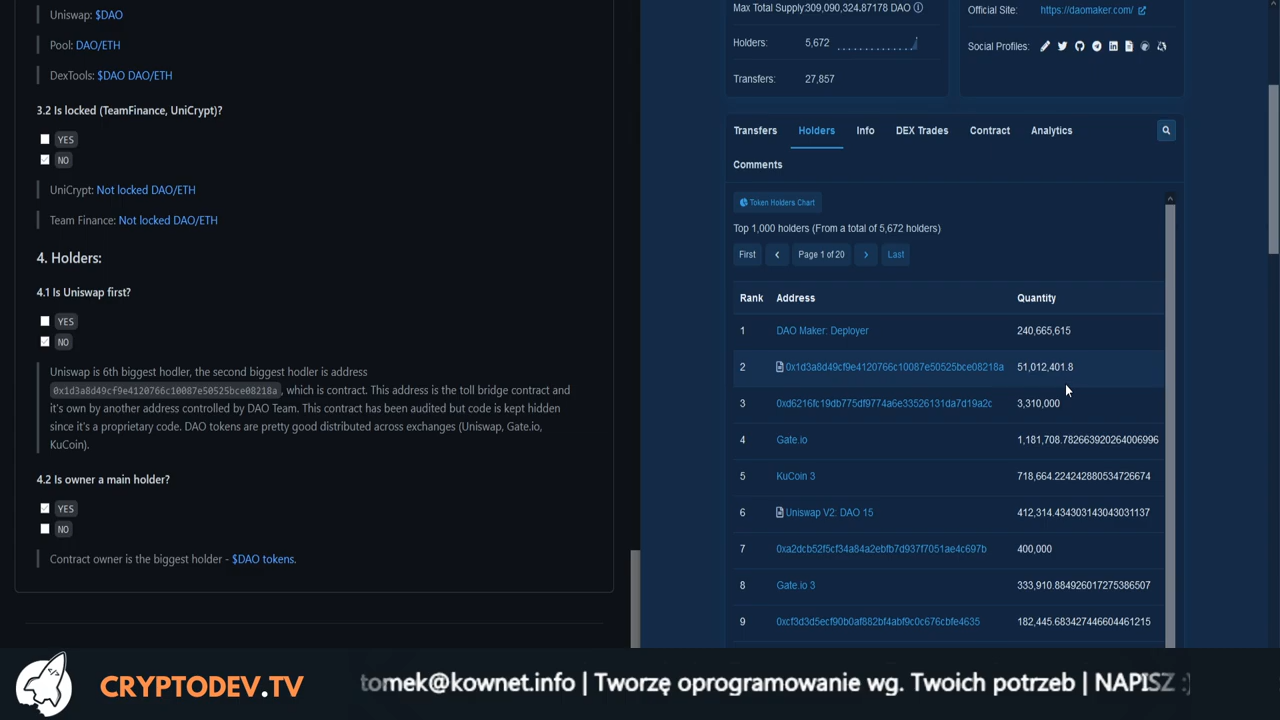 Uniswap: $DAO
Pool: DAO/ETH
DexTools: $DAO DAO/ETH
3.2 Is locked (TeamFinance, UniCrypt)?
YES
NO
UniCrypt: Not locked DAO/ETH
Team Finance: Not locked DAO/ETH
4. Holders:
4.1 Is Uniswap first?
YES
NO
Uniswap is 6th biggest hodler, the second biggest hodler is address
0x1d3a8d49cf9e4120766c10087e50525bce08218a, which is contract. This address is the toll bridge contract and
it's own by another address controlled by DAO Team. This contract has been audited but code is kept hidden
since it's a proprietary code. DAO tokens are pretty good distributed across exchanges (Uniswap, Gate.io,
KuCoin).
4.2 Is owner a main holder?
YES
NO
Contract owner is the biggest holder - $DAO tokens.
Max Total Supply: 309,090,324.87178 DAO
Holders: 5,672
Transfers: 27,857
Official Site: https://daomaker.com/
Social Profiles:
Transfers Holders Info DEX Trades Contract Analytics
Comments
Token Holders Chart
Top 1,000 holders (From a total of 5,672 holders)
First Page 1 of 20 Last
Rank Address Quantity
1 DAO Maker: Deployer 240,665,615
2 0x1d3a8d49cf9e4120766c10087e50525bce08218a 51,012,401.8
3 0xd6216fc19db775df9774a6e33526131da7d19a2c 3,310,000
4 Gate.io 1,181,708.782663920264006996
5 KuCoin 3 718,664.224242880534726674
6 Uniswap V2: DAO 15 412,314.434303143043031137
7 0xa2dcb52f5cf34a84a2ebfb7d937f7051ae4c697b 400,000
8 Gate.io 3 333,910.884926017275386507
9 0xcf3d3d5ecf90b0af882bf4abf9c0c676cbfe4635 182,445.683427446604461215
CRYPTODEV.TV
tomek@kownet.info | Tworzę oprogramowanie wg. Twoich potrzeb | NAPISZ :)